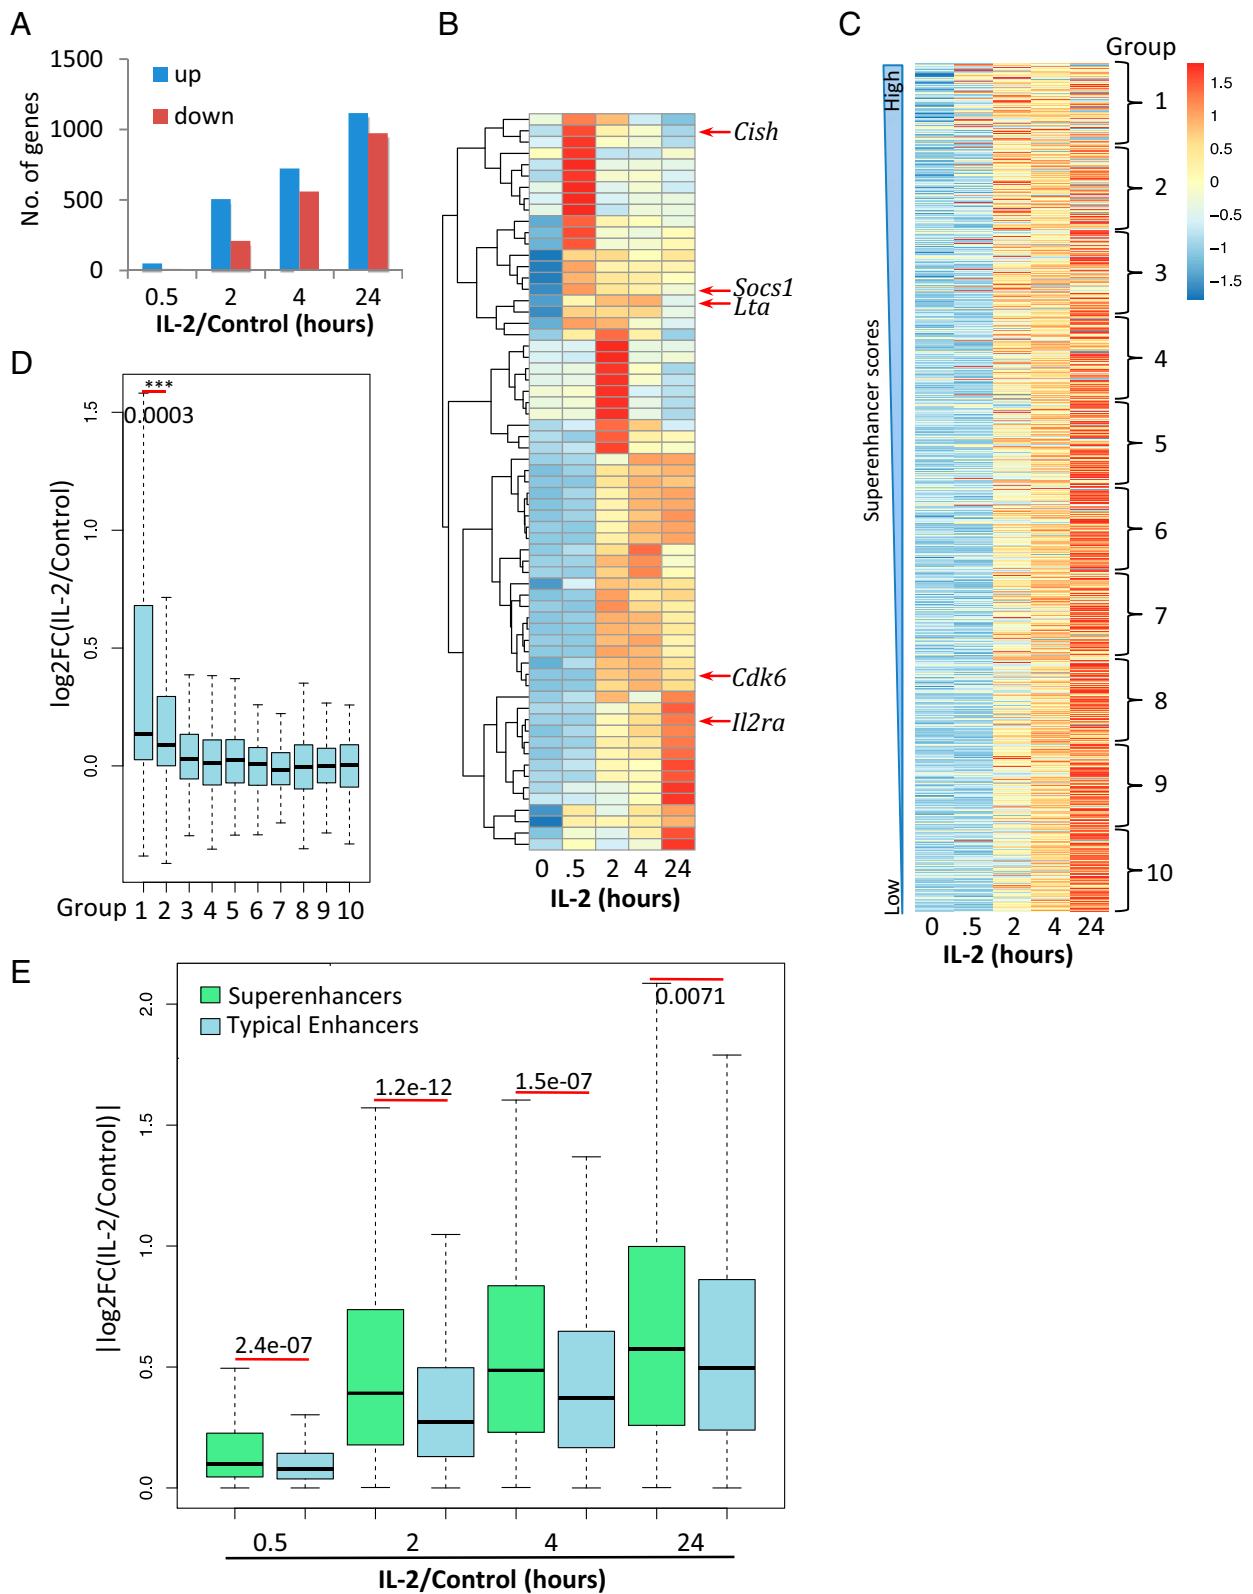 A
1500
1000
500
0
No. of genes
up
down
0.5 2 4 24
IL-2/Control (hours)
B
Cish
Socs1
Lta
Cdk6
Il2ra
0 .5 2 4 24
IL-2 (hours)
C
Group
High
Superenhancer scores
Low
1
2
3
4
5
6
7
8
9
10
1.5
1
0.5
0
−0.5
−1
−1.5
0 .5 2 4 24
IL-2 (hours)
D
***
0.0003
1.5
1.0
0.5
0.0
log2FC(IL-2/Control)
Group 1 2 3 4 5 6 7 8 9 10
E
Superenhancers
Typical Enhancers
2.0
1.5
1.0
0.5
0.0
|log2FC(IL-2/Control)|
2.4e-07
1.2e-12
1.5e-07
0.0071
0.5 2 4 24
IL-2/Control (hours)